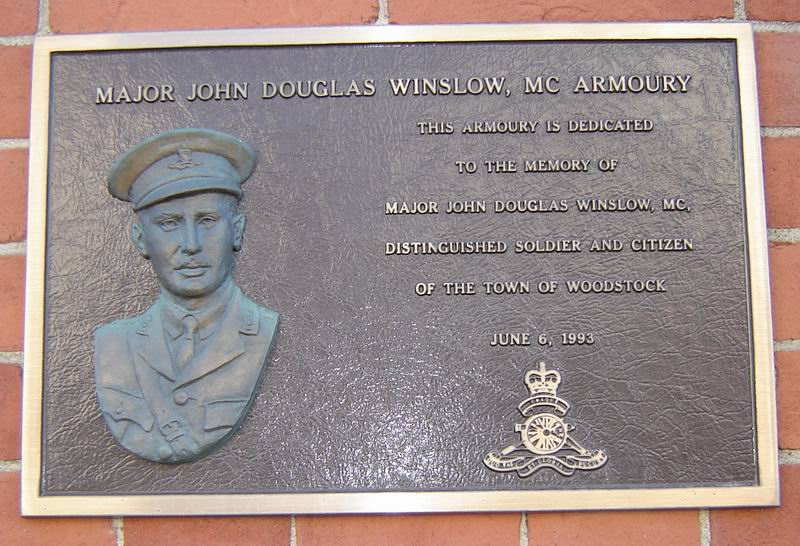 MAJOR JOHN DOUGLAS WINSLOW, MC ARMOURY
THIS ARMOURY IS DEDICATED
TO THE MEMORY OF
MAJOR JOHN DOUGLAS WINSLOW, MC,
DISTINGUISHED SOLDIER AND CITIZEN
OF THE TOWN OF WOODSTOCK
JUNE 6, 1993